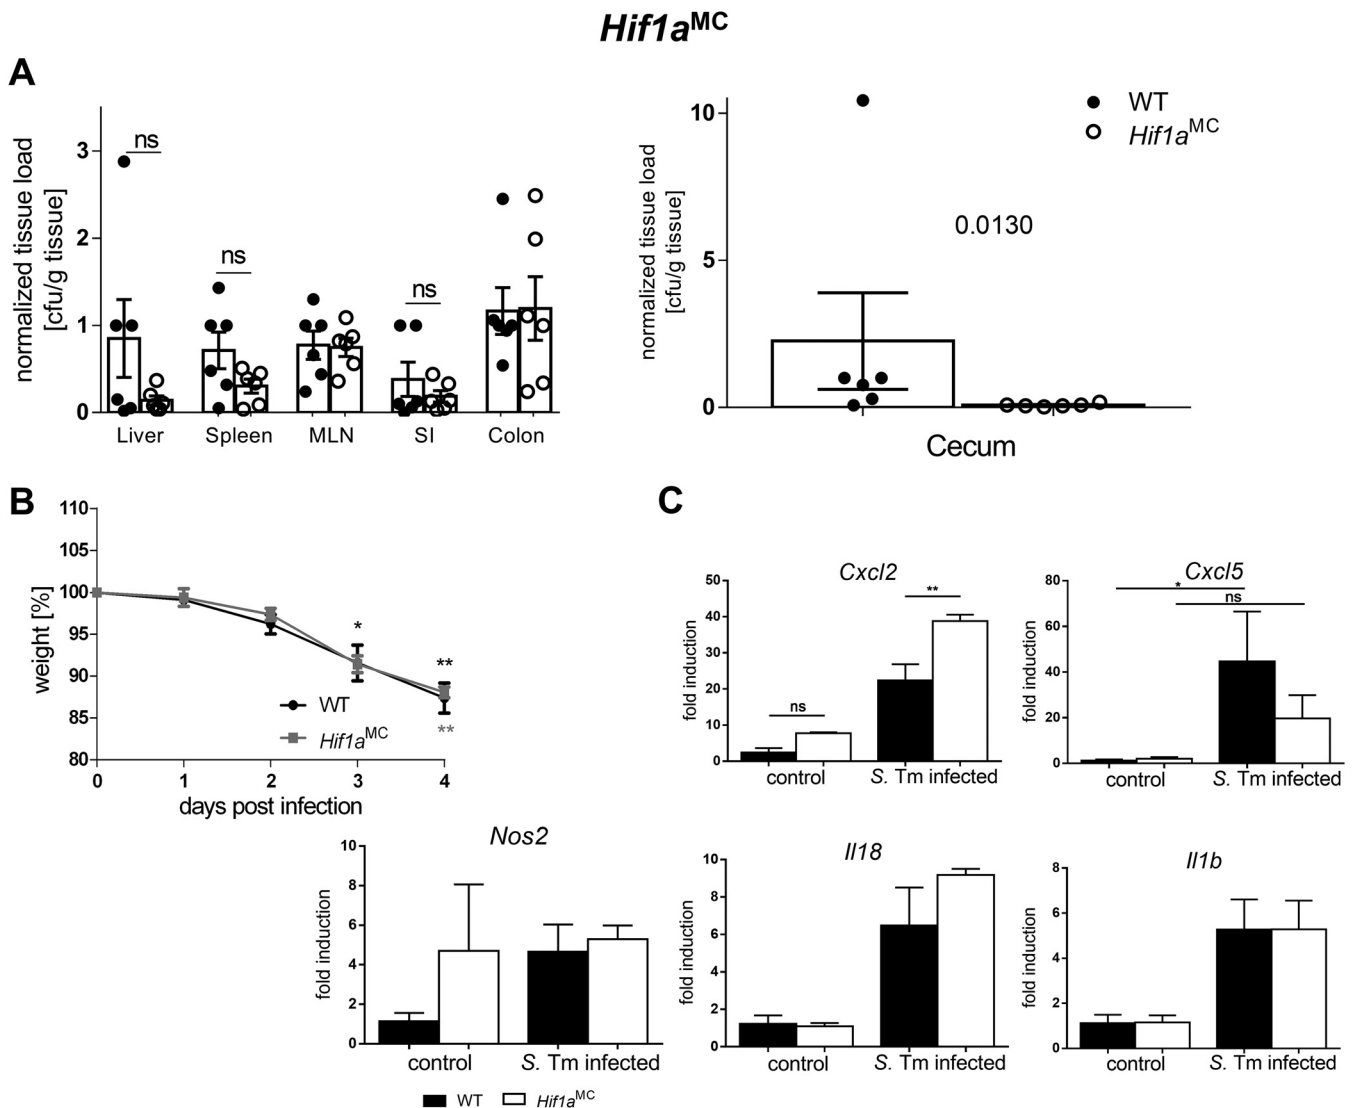 Hif1aMC
A
normalized tissue load
[cfu/g tissue]
3
2
1
0
ns
ns
ns
Liver
Spleen
MLN
SI
Colon
normalized tissue load
[cfu/g tissue]
10
5
0
0.0130
Cecum
WT
Hif1aMC
B
weight [%]
110
105
100
95
90
85
80
*
**
**
WT
Hif1aMC
0 1 2 3 4
days post infection
C
Cxcl2
fold induction
50
40
30
20
10
0
ns
**
control
S. Tm infected
Cxcl5
fold induction
80
60
40
20
0
*
ns
control
S. Tm infected
Nos2
fold induction
10
8
6
4
2
0
control
S. Tm infected
Il18
fold induction
10
8
6
4
2
0
control
S. Tm infected
Il1b
fold induction
8
6
4
2
0
control
S. Tm infected
WT
Hif1aMC